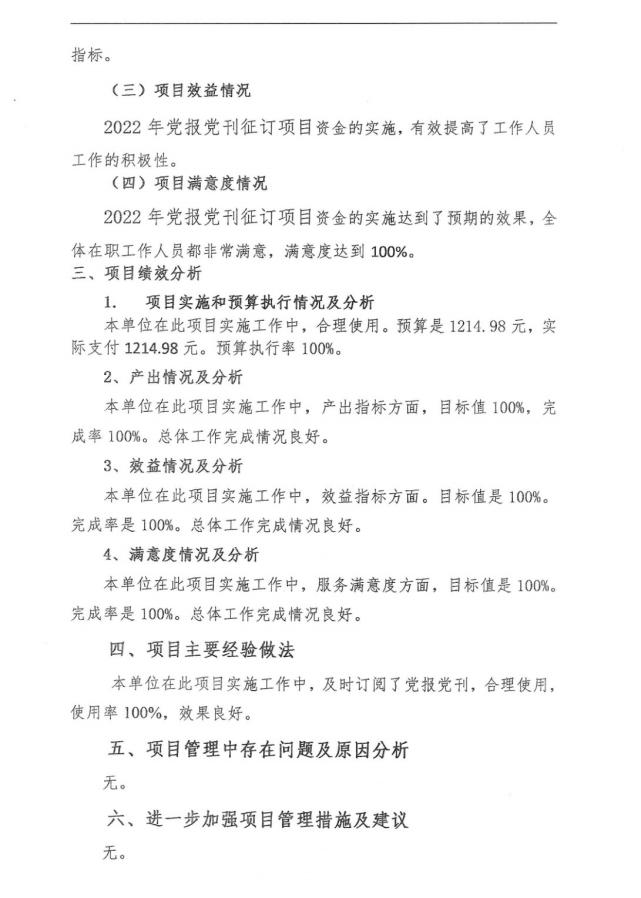 指标。
（三）项目效益情况
2022 年党报党刊征订项目资金的实施，有效提高了工作人员
工作的积极性。
（四）项目满意度情况
2022 年党报党刊征订项目资金的实施达到了预期的效果，全
体在职工作人员都非常满意，满意度达到 100%。
三、项目绩效分析
1. 项目实施和预算执行情况及分析
本单位在此项目实施工作中，合理使用。预算是 1214.98 元，实
际支付 1214.98 元。预算执行率 100%。
2、产出情况及分析
本单位在此项目实施工作中，产出指标方面，目标值 100%，完
成率 100%。总体工作完成情况良好。
3、效益情况及分析
本单位在此项目实施工作中，效益指标方面。目标值是 100%。
完成率是 100%。总体工作完成情况良好。
4、满意度情况及分析
本单位在此项目实施工作中，服务满意度方面，目标值是 100%。
完成率是 100%。总体工作完成情况良好。
四、项目主要经验做法
本单位在此项目实施工作中，及时订阅了党报党刊，合理使用，
使用率 100%，效果良好。
五、项目管理中存在问题及原因分析
无。
六、进一步加强项目管理措施及建议
无。